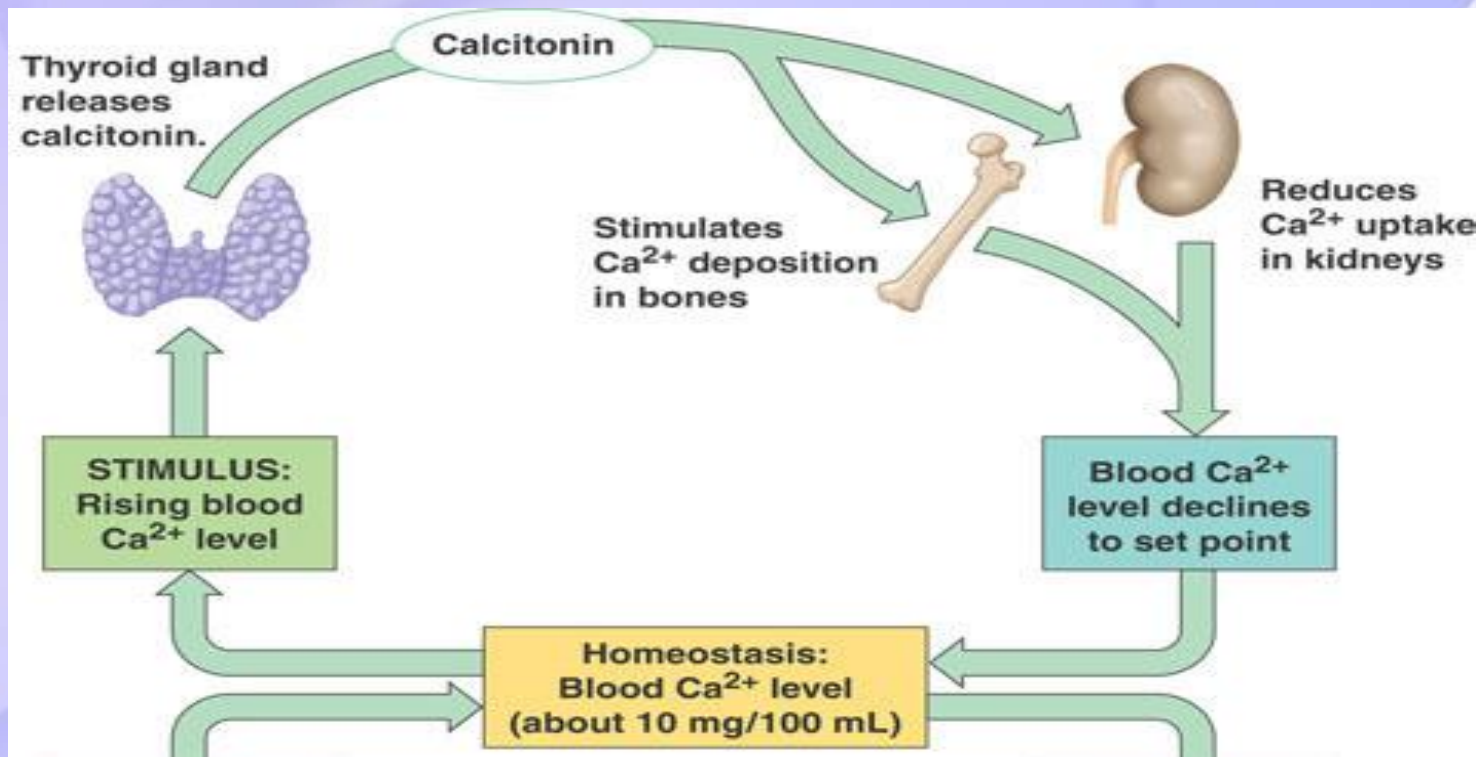 Calcitonin
Thyroid gland
releases
calcitonin.
Stimulates
Ca²⁺ deposition
in bones
Reduces
Ca²⁺ uptake
in kidneys
STIMULUS:
Rising blood
Ca²⁺ level
Blood Ca²⁺
level declines
to set point
Homeostasis:
Blood Ca²⁺ level
(about 10 mg/100 mL)